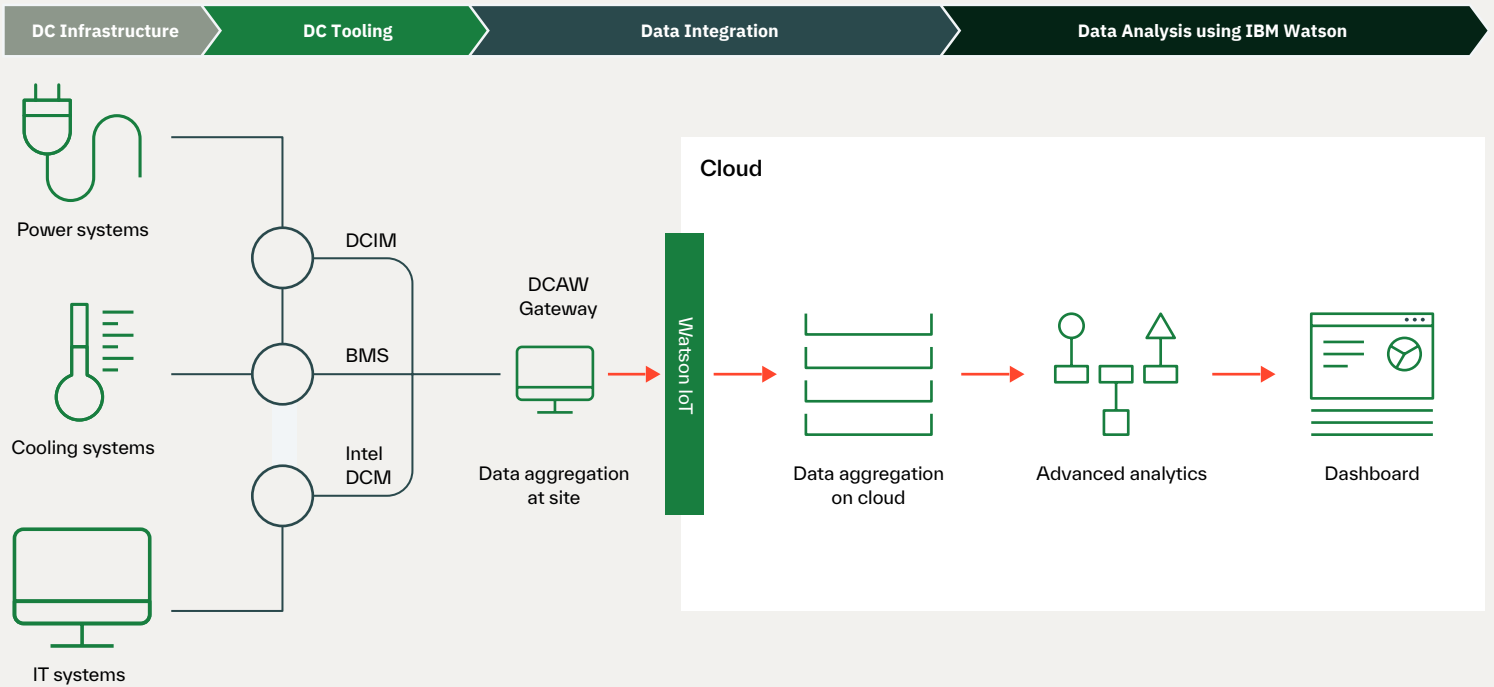 DC Infrastructure
DC Tooling
Data Integration
Data Analysis using IBM Watson
Power systems
Cooling systems
IT systems
DCIM
BMS
Intel
DCM
DCAW
Gateway
Data aggregation
at site
Watson IoT
Cloud
Data aggregation
on cloud
Advanced analytics
Dashboard